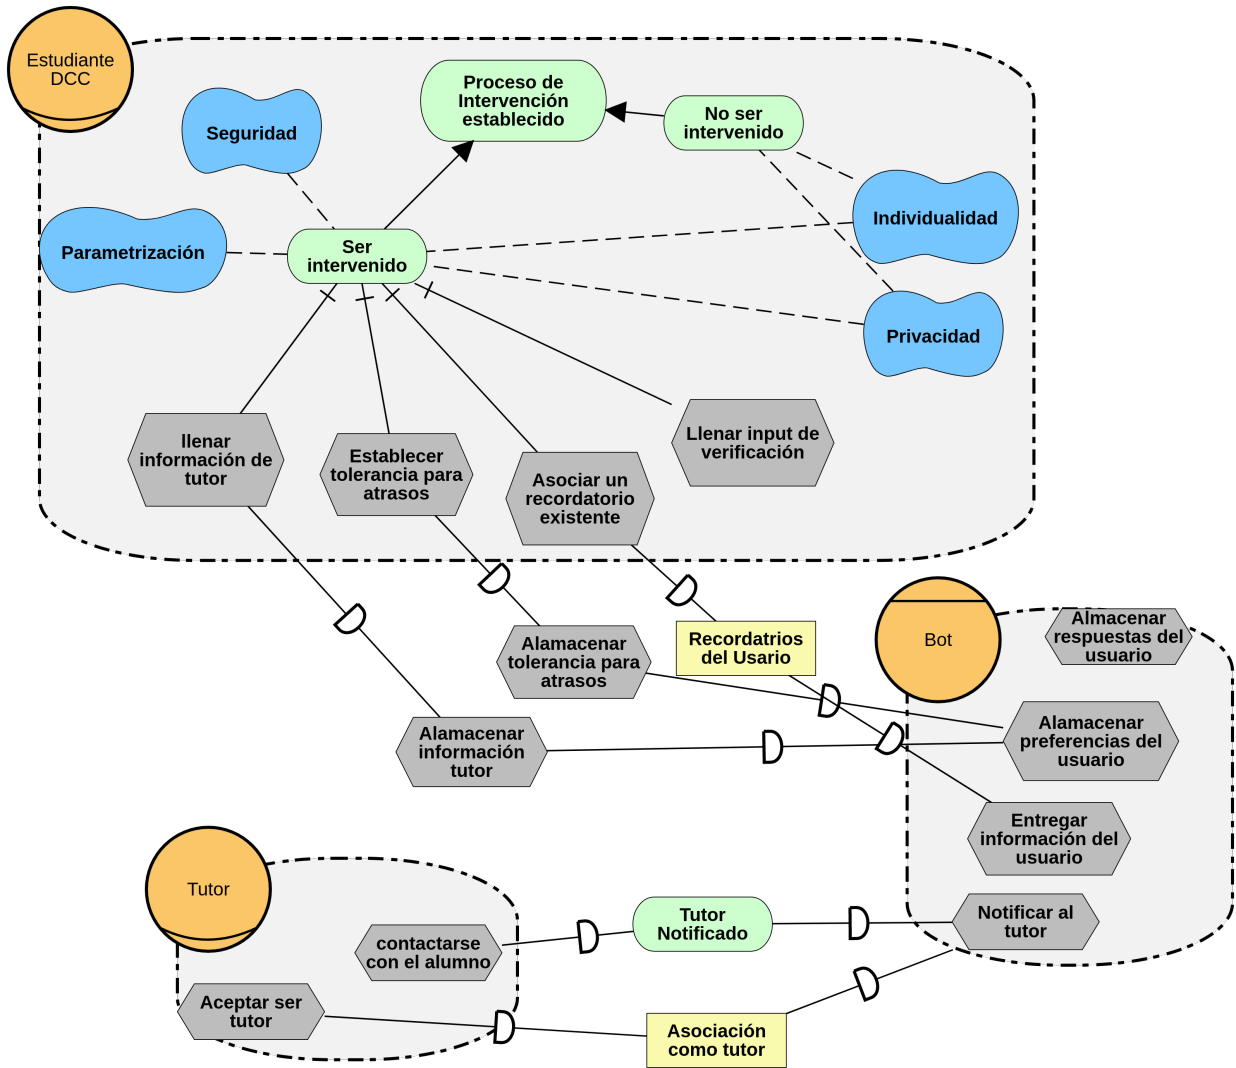 Estudiante
DCC
Proceso de
Intervención
establecido
No ser
intervenido
Seguridad
Individualidad
Parametrización
Ser
intervenido
Privacidad
llenar
información de
tutor
Establecer
tolerancia para
atrasos
Asociar un
recordatorio
existente
Llenar input de
verificación
Alamacenar
tolerancia para
atrasos
Recordatrios
del Usario
Bot
Almacenar
respuestas del
usuario
Alamacenar
información
tutor
Alamacenar
preferencias del
usuario
Entregar
información del
usuario
Tutor
contactarse
con el alumno
Tutor
Notificado
Notificar al
tutor
Aceptar ser
tutor
Asociación
como tutor